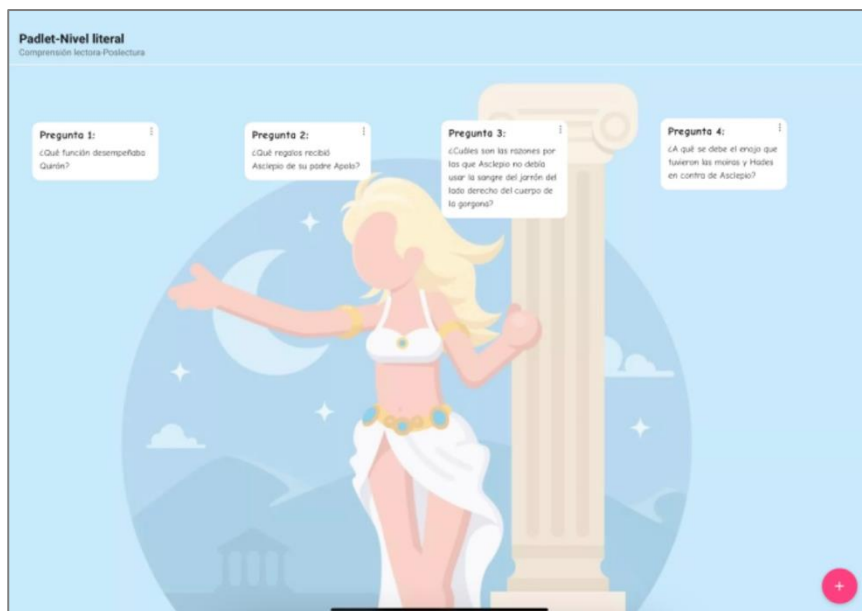 Padlet-Nivel literal
Comprensión lectora-Poslectura
Pregunta 1:
¿Qué función desempeñaba
Quirón?
Pregunta 2:
¿Qué regalos recibió
Asclepio de su padre Apolo?
Pregunta 3:
¿Cuáles son las razones por
las que Asclepio no debía
usar la sangre del jarrón del
lado derecho del cuerpo de
la gorgona?
Pregunta 4:
¿A qué se debe el enojo que
tuvieron las moiras y Hades
en contra de Asclepio?